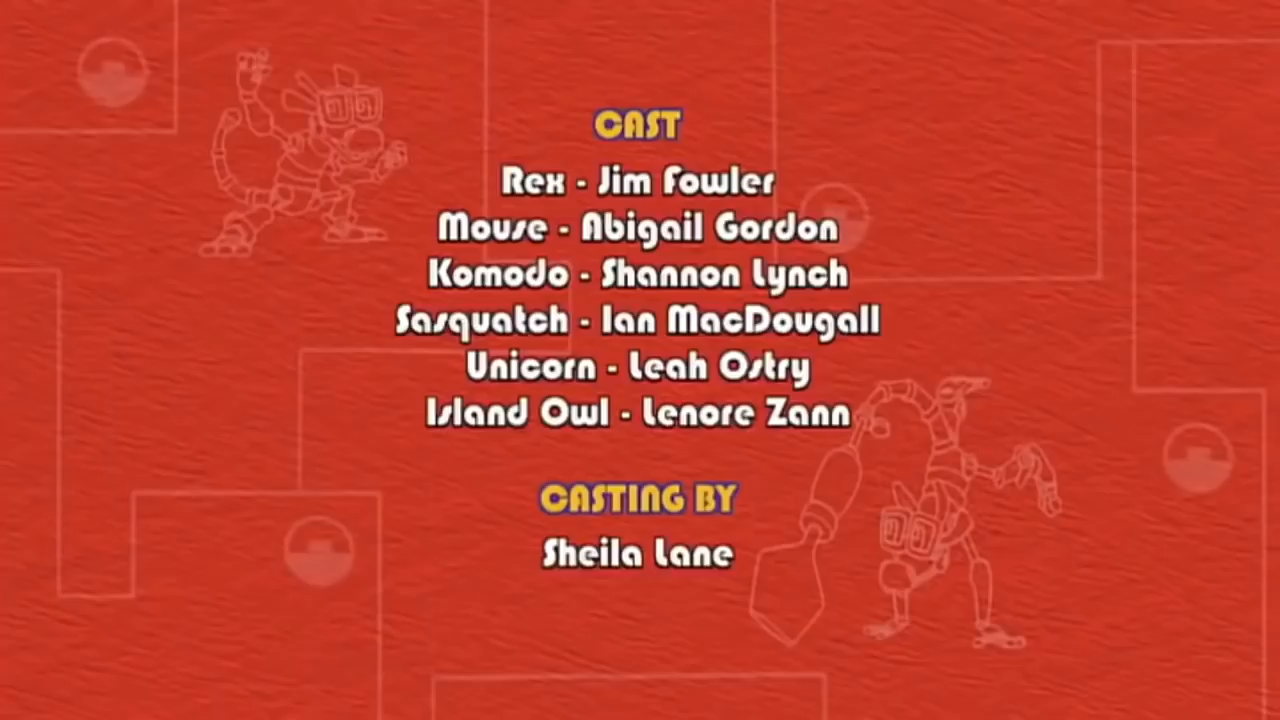 CAST
Rex - Jim Fowler
Mouse - Abigail Gordon
Komodo - Shannon Lynch
Sasquatch - Ian MacDougall
Unicorn - Leah Ostry
Island Owl - Lenore Zann
CASTING BY
Sheila Lane